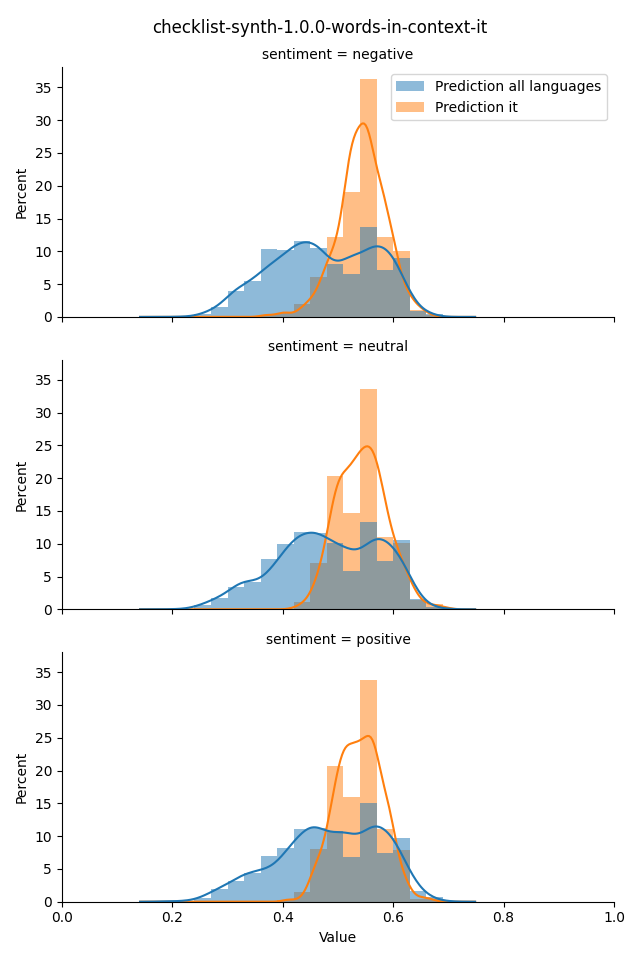 checklist-synth-1.0.0-words-in-context-it
sentiment = negative
Prediction all languages
Prediction it
35
30
25
20
15
10
5
0
Percent
sentiment = neutral
35
30
25
20
15
10
5
0
Percent
sentiment = positive
35
30
25
20
15
10
5
0
Percent
0.0 0.2 0.4 0.6 0.8 1.0
Value